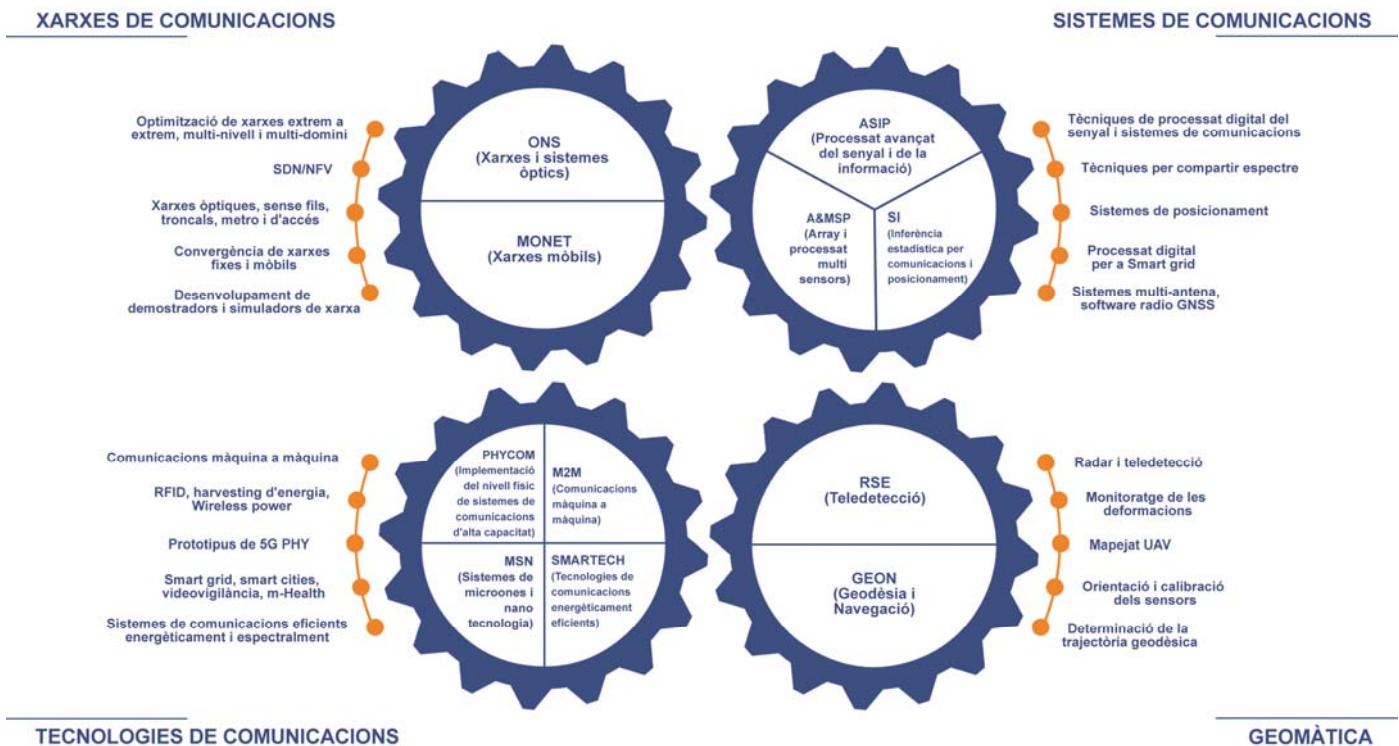 XARXES DE COMUNICACIONS
Optimització de xarxes extrem a
extrem, multi-nivell i multi-domini
SDN/NFV
Xarxes òptiques, sense fils,
troncals, metro i d'accés
Convergència de xarxes
fixes i mòbils
Desenvolupament de
demostradors i simuladors de xarxa
ONS
(Xarxes i sistemes
òptics)
MONET
(Xarxes mòbils)
SISTEMES DE COMUNICACIONS
ASIP
(Processat avançat
del senyal i de la
informació)
A&MSP
(Array i
processat
multi
sensors)
SI
(Inferència
estadística per
comunicacions i
posicionament)
Tècniques de processat digital del
senyal i sistemes de comunicacions
Tècniques per compartir espectre
Sistemes de posicionament
Processat digital
per a Smart grid
Sistemes multi-antena,
software radio GNSS
Comunicacions màquina a màquina
RFID, harvesting d'energia,
Wireless power
Prototipus de 5G PHY
Smart grid, smart cities,
videovigilància, m-Health
Sistemes de comunicacions eficients
energèticament i espectralment
PHYCOM
(Implementació
del nivell físic
de sistemes de
comunicacions
d'alta capacitat)
M2M
(Comunicacions
màquina a
màquina)
MSN
(Sistemes de
microones i
nano
tecnologia)
SMARTECH
(Tecnologies de
comunicacions
energèticament
eficients)
TECNOLOGIES DE COMUNICACIONS
RSE
(Teledetecció)
GEON
(Geodèsia i
Navegació)
Radar i teledetecció
Monitoratge de les
deformacions
Mapejat UAV
Orientació i calibració
dels sensors
Determinació de la
trajectòria geodèsica
GEOMÀTICA